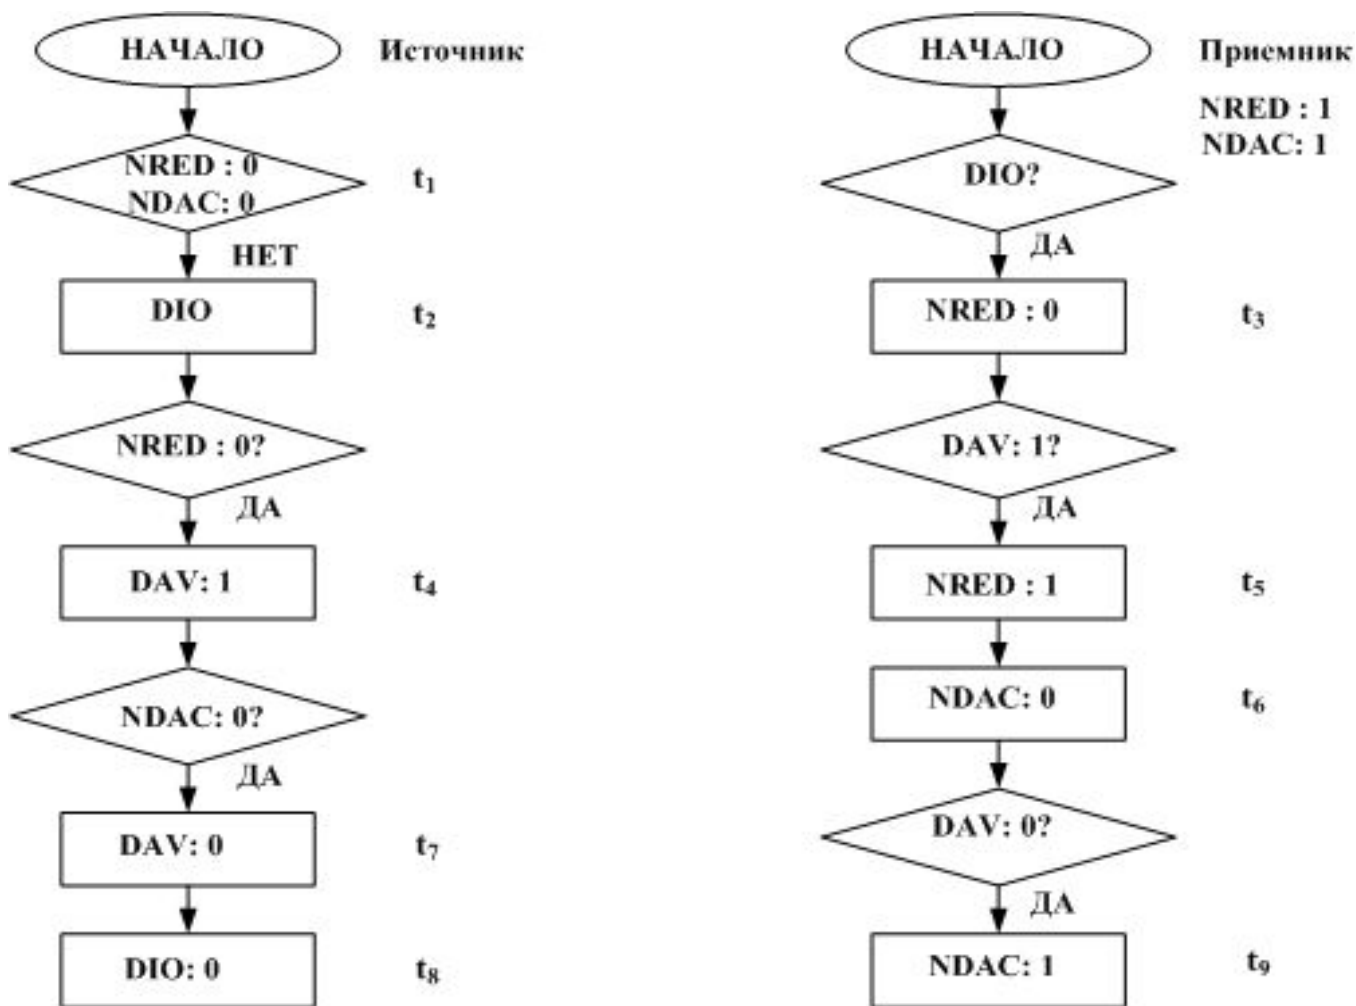 НАЧАЛО
Источник
NRED : 0
NDAC: 0
t1
НЕТ
DIO
t2
NRED : 0?
ДА
DAV: 1
t4
NDAC: 0?
ДА
DAV: 0
t7
DIO: 0
t8
НАЧАЛО
Приемник
NRED : 1
NDAC: 1
DIO?
ДА
NRED : 0
t3
DAV: 1?
ДА
NRED : 1
t5
NDAC: 0
t6
DAV: 0?
ДА
NDAC: 1
t9